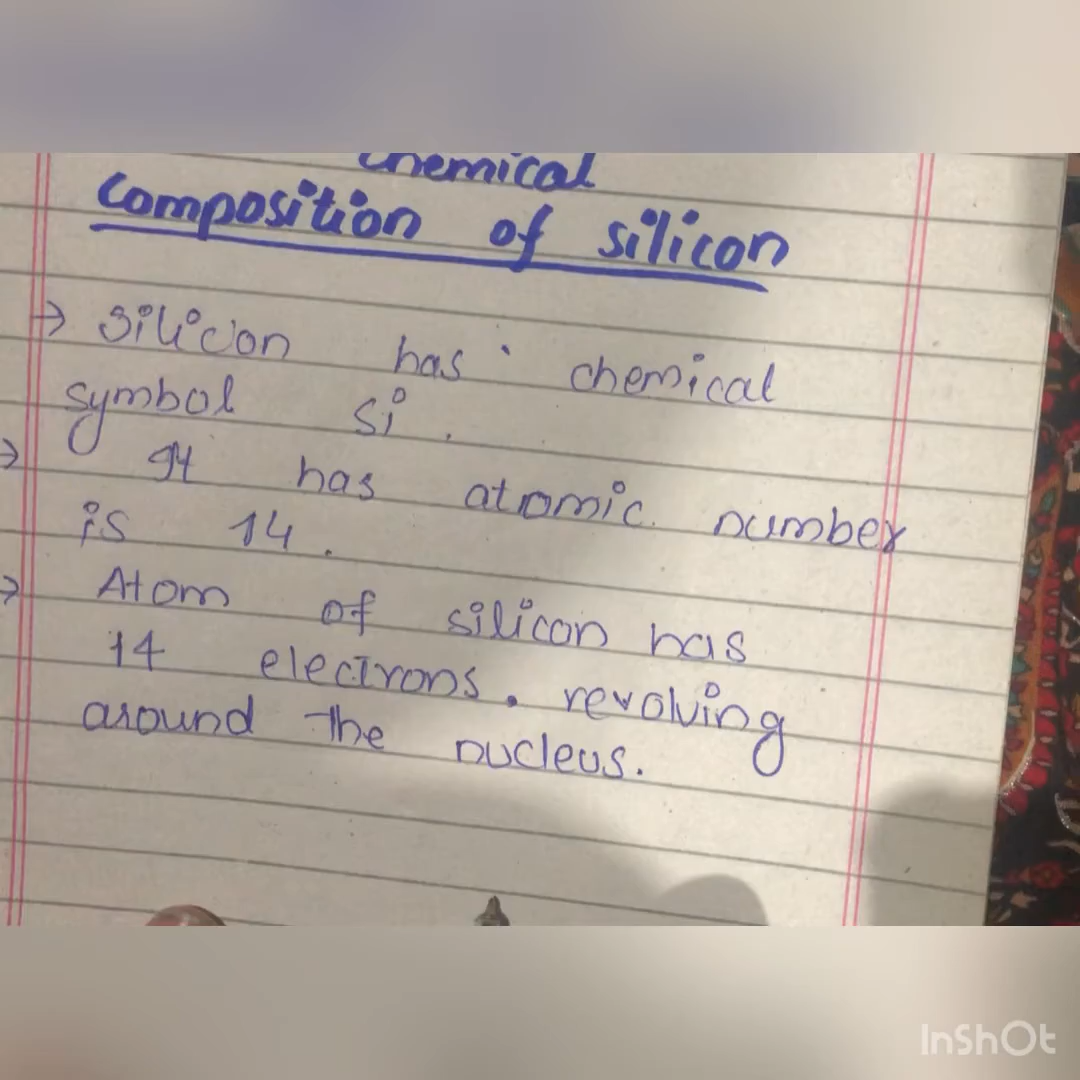 chemical
composition of silicon
→ Silicon has chemical
symbol Si.
→ It has atomic number
is 14.
→ Atom of silicon has
14 electrons. revolving
around the nucleus.
InShOt